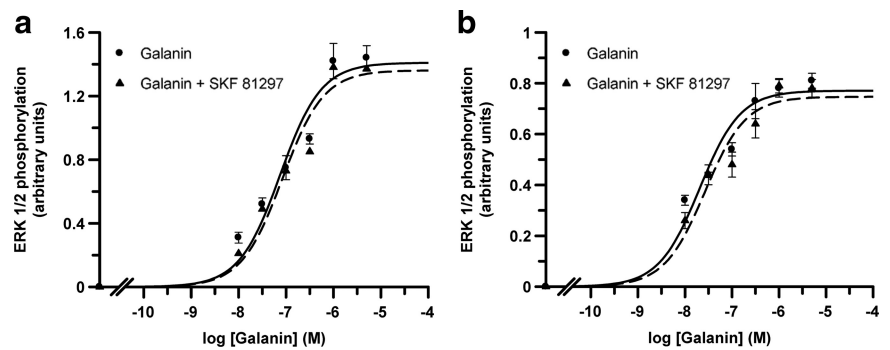 a
ERK 1/2 phosphorylation
(arbitrary units)
1.6
1.2
0.8
0.4
0
Galanin
Galanin + SKF 81297
-10 -9 -8 -7 -6 -5 -4
log [Galanin] (M)
b
ERK 1/2 phosphorylation
(arbitrary units)
1
0.8
0.6
0.4
0.2
0
Galanin
Galanin + SKF 81297
-10 -9 -8 -7 -6 -5 -4
log [Galanin] (M)